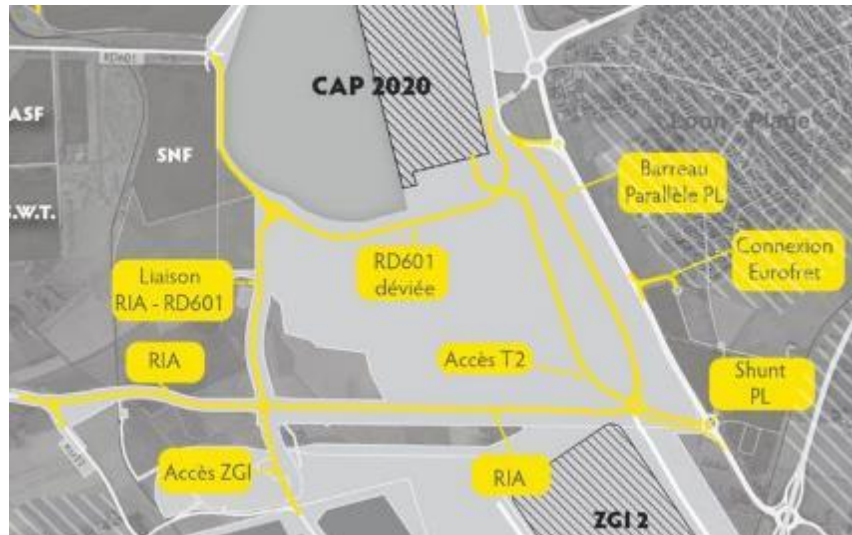 RD601
CAP 2020
ASF
SNF
Loon - Plage
S.W.T.
Barreau
Parallèle PL
Connexion
Eurofret
Liaison
RIA - RD601
RD601
déviée
RIA
Accès T2
Shunt
PL
Accès ZGI
RIA
ZGI 2